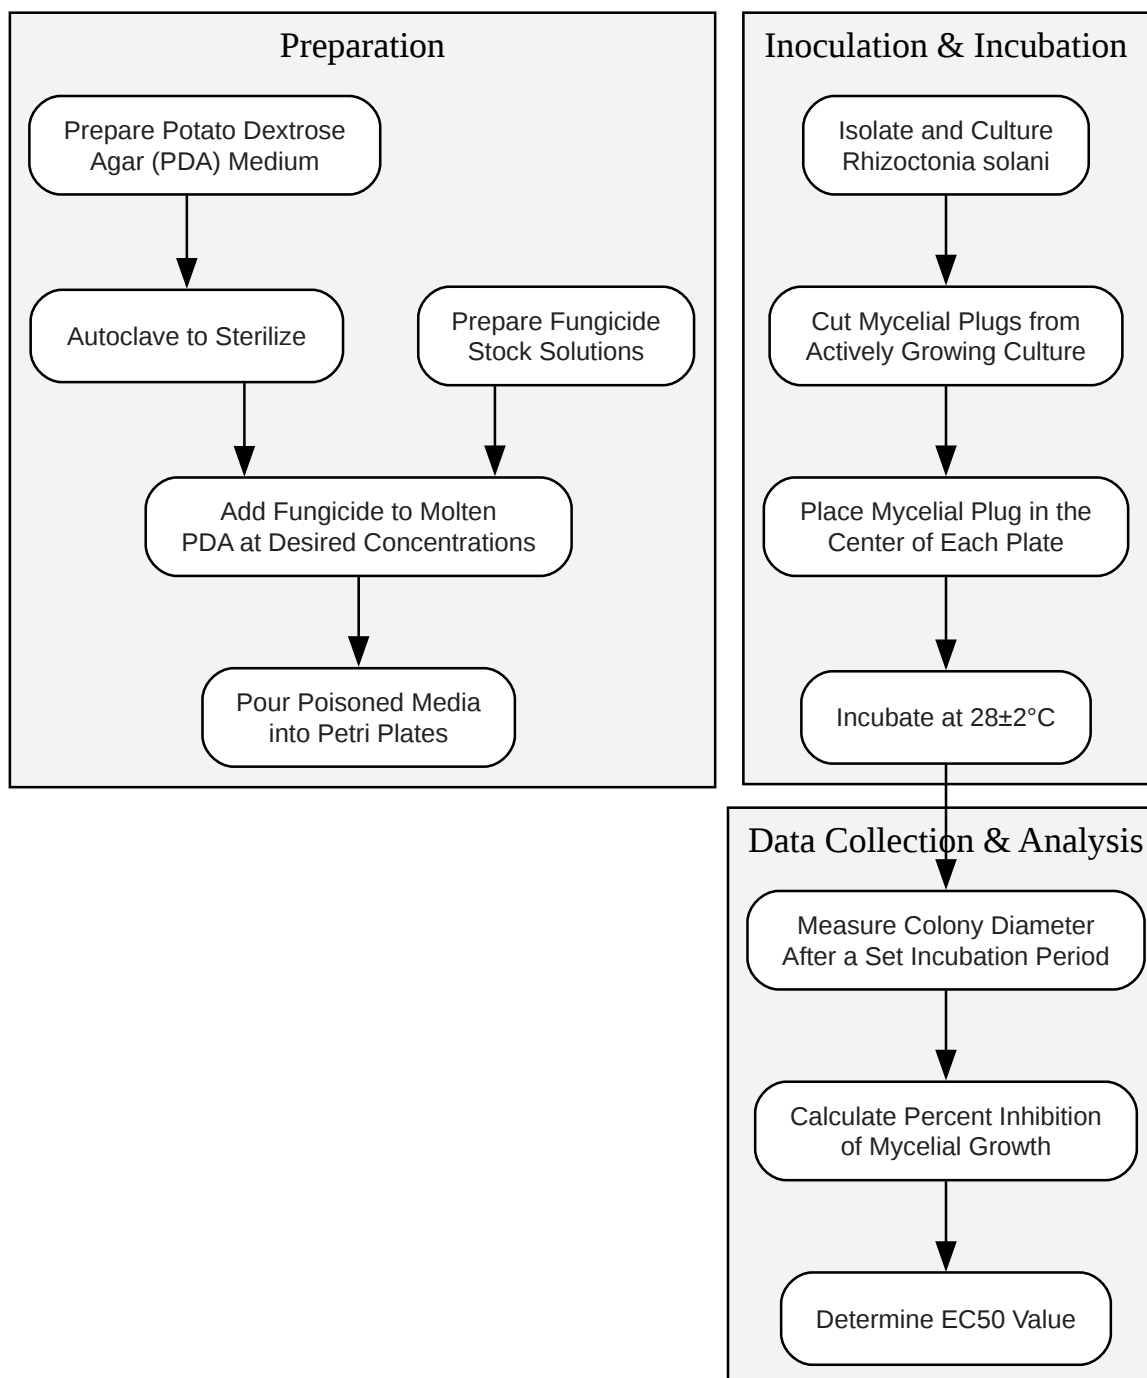 Preparation
Prepare Potato Dextrose
Agar (PDA) Medium
Autoclave to Sterilize
Prepare Fungicide
Stock Solutions
Add Fungicide to Molten
PDA at Desired Concentrations
Pour Poisoned Media
into Petri Plates
Inoculation & Incubation
Isolate and Culture
Rhizoctonia solani
Cut Mycelial Plugs from
Actively Growing Culture
Place Mycelial Plug in the
Center of Each Plate
Incubate at 28±2°C
Data Collection & Analysis
Measure Colony Diameter
After a Set Incubation Period
Calculate Percent Inhibition
of Mycelial Growth
Determine EC50 Value